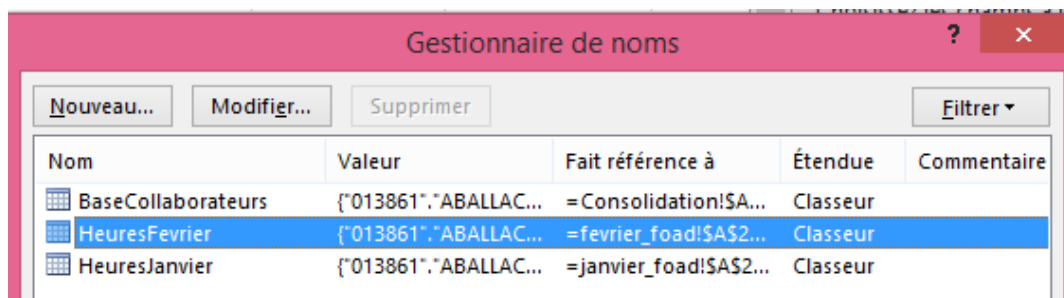 Gestionnaire de noms ? ×
Nouveau... Modifier... Supprimer Filtrer
Nom Valeur Fait référence à Étendue Commentaire
BaseCollaborateurs {"013861"."ABALLAC... =Consolidation!$A... Classeur
HeuresFevrier {"013861"."ABALLAC... =fevrier_foad!$A$2... Classeur
HeuresJanvier {"013861"."ABALLAC... =janvier_foad!$A$2... Classeur